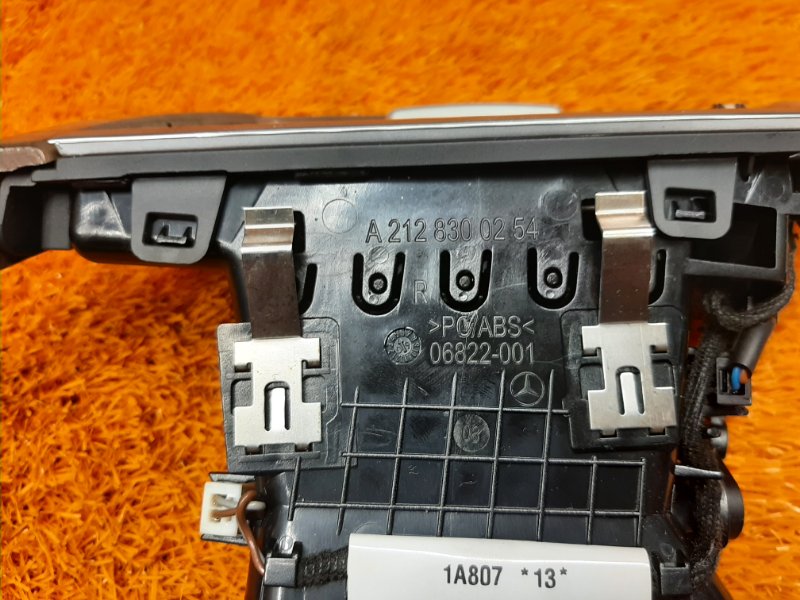 A 212 830 02 54
R
>PC/ABS<
06822-001
1A807 *13*